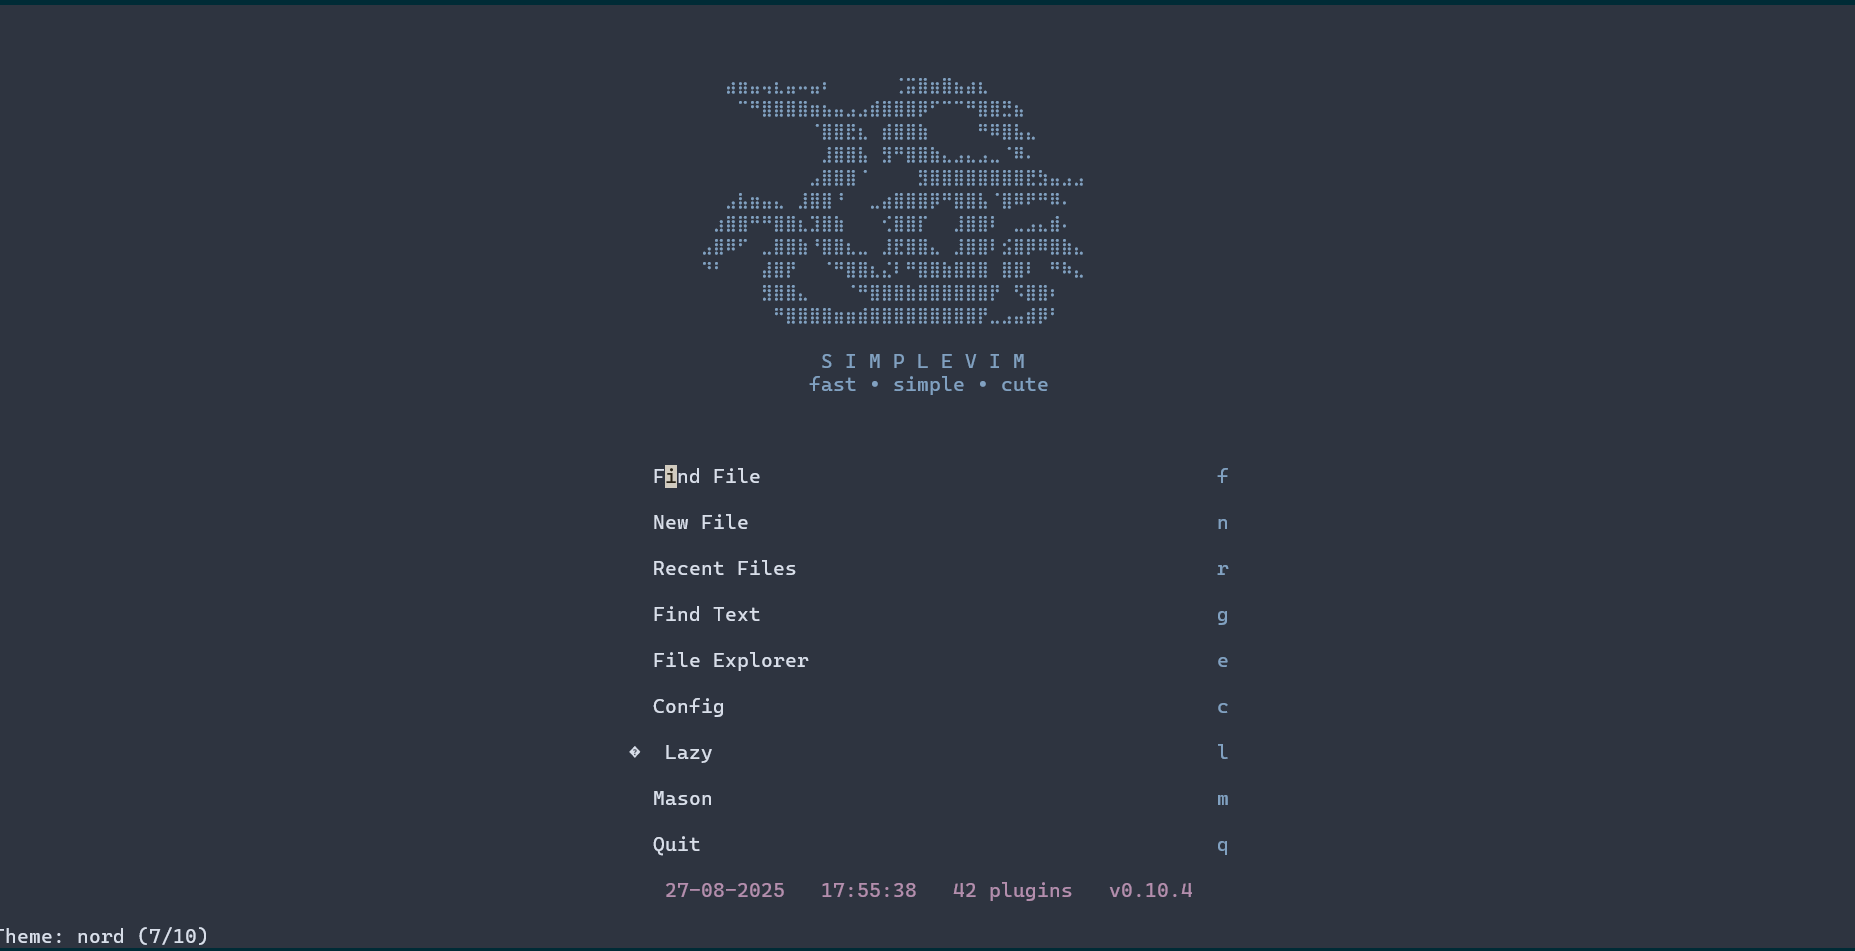 S I M P L E V I M
fast • simple • cute
Find File f
New File n
Recent Files r
Find Text g
File Explorer e
Config c
� Lazy l
Mason m
Quit q
27-08-2025 17:55:38 42 plugins v0.10.4
Theme: nord (7/10)